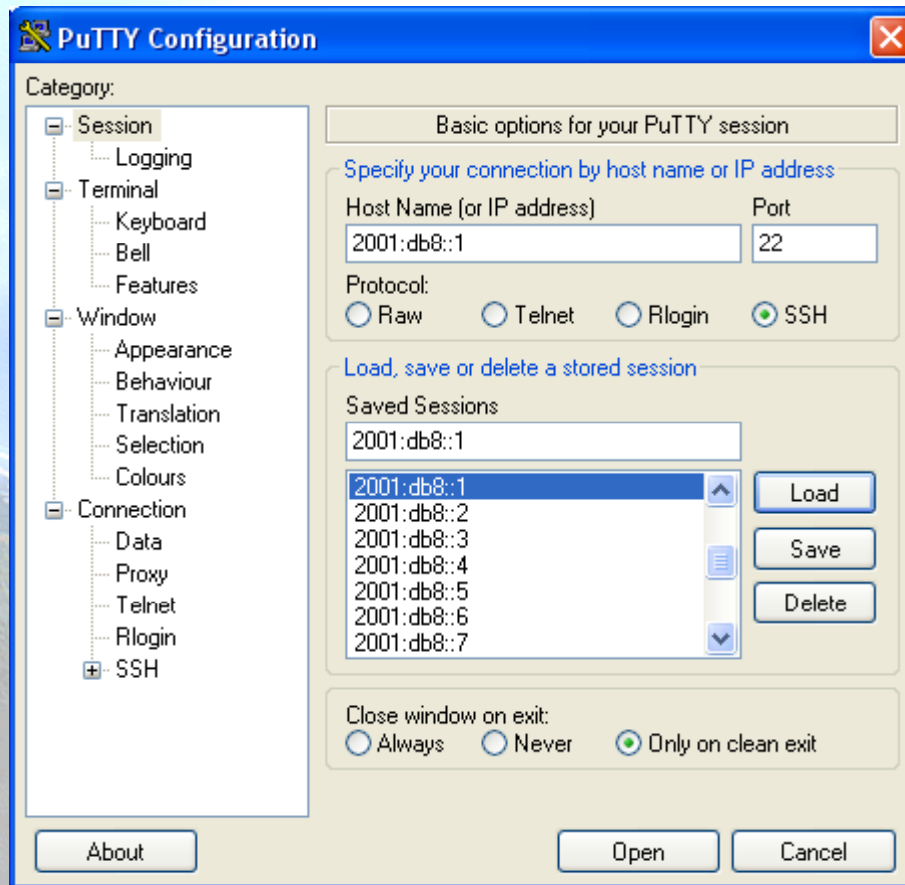 PuTTY Configuration
Category:
Session
Logging
Terminal
Keyboard
Bell
Features
Window
Appearance
Behaviour
Translation
Selection
Colours
Connection
Data
Proxy
Telnet
Rlogin
SSH
Basic options for your PuTTY session
Specify your connection by host name or IP address
Host Name (or IP address) Port
2001:db8::1 22
Protocol:
Raw Telnet Rlogin SSH
Load, save or delete a stored session
Saved Sessions
2001:db8::1
2001:db8::1
2001:db8::2
2001:db8::3
2001:db8::4
2001:db8::5
2001:db8::6
2001:db8::7
Load
Save
Delete
Close window on exit:
Always Never Only on clean exit
About Open Cancel